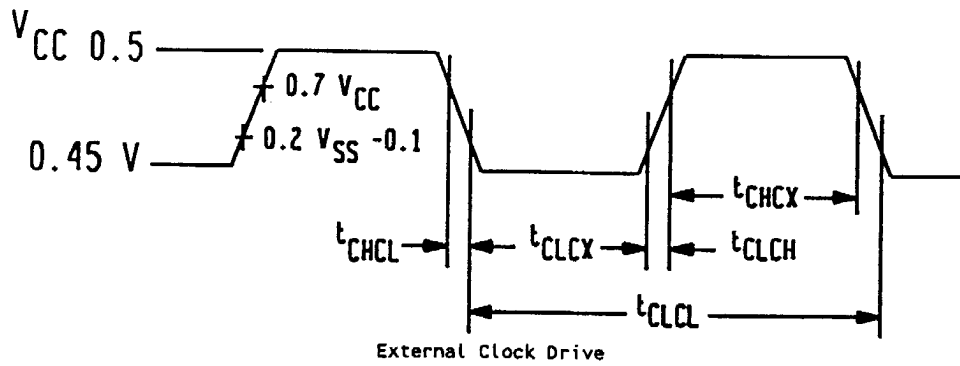 VCC 0.5
0.7 VCC
0.2 VSS -0.1
0.45 V
tCHCX
tCHCL
tCLCX
tCLCH
tCLCL
External Clock Drive